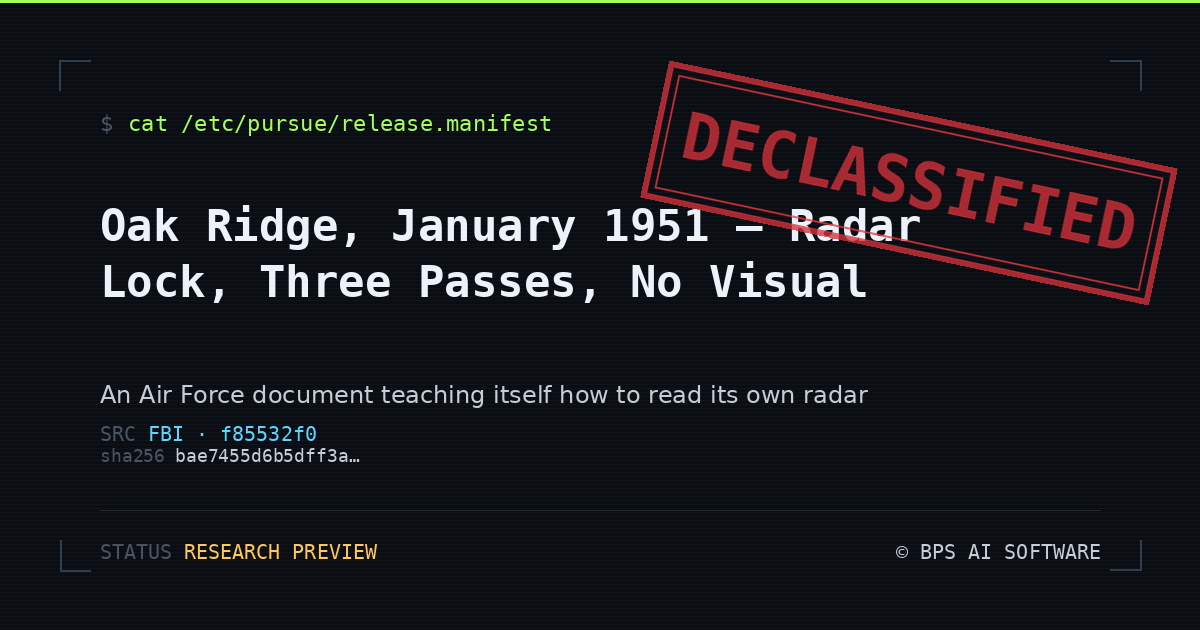 $ cat /etc/pursue/release.manifest
DECLASSIFIED
Oak Ridge, January 1951 — Radar
Lock, Three Passes, No Visual
An Air Force document teaching itself how to read its own radar
SRC FBI · f85532f0
sha256 bae7455d6b5dff3a…
STATUS RESEARCH PREVIEW
© BPS AI SOFTWARE